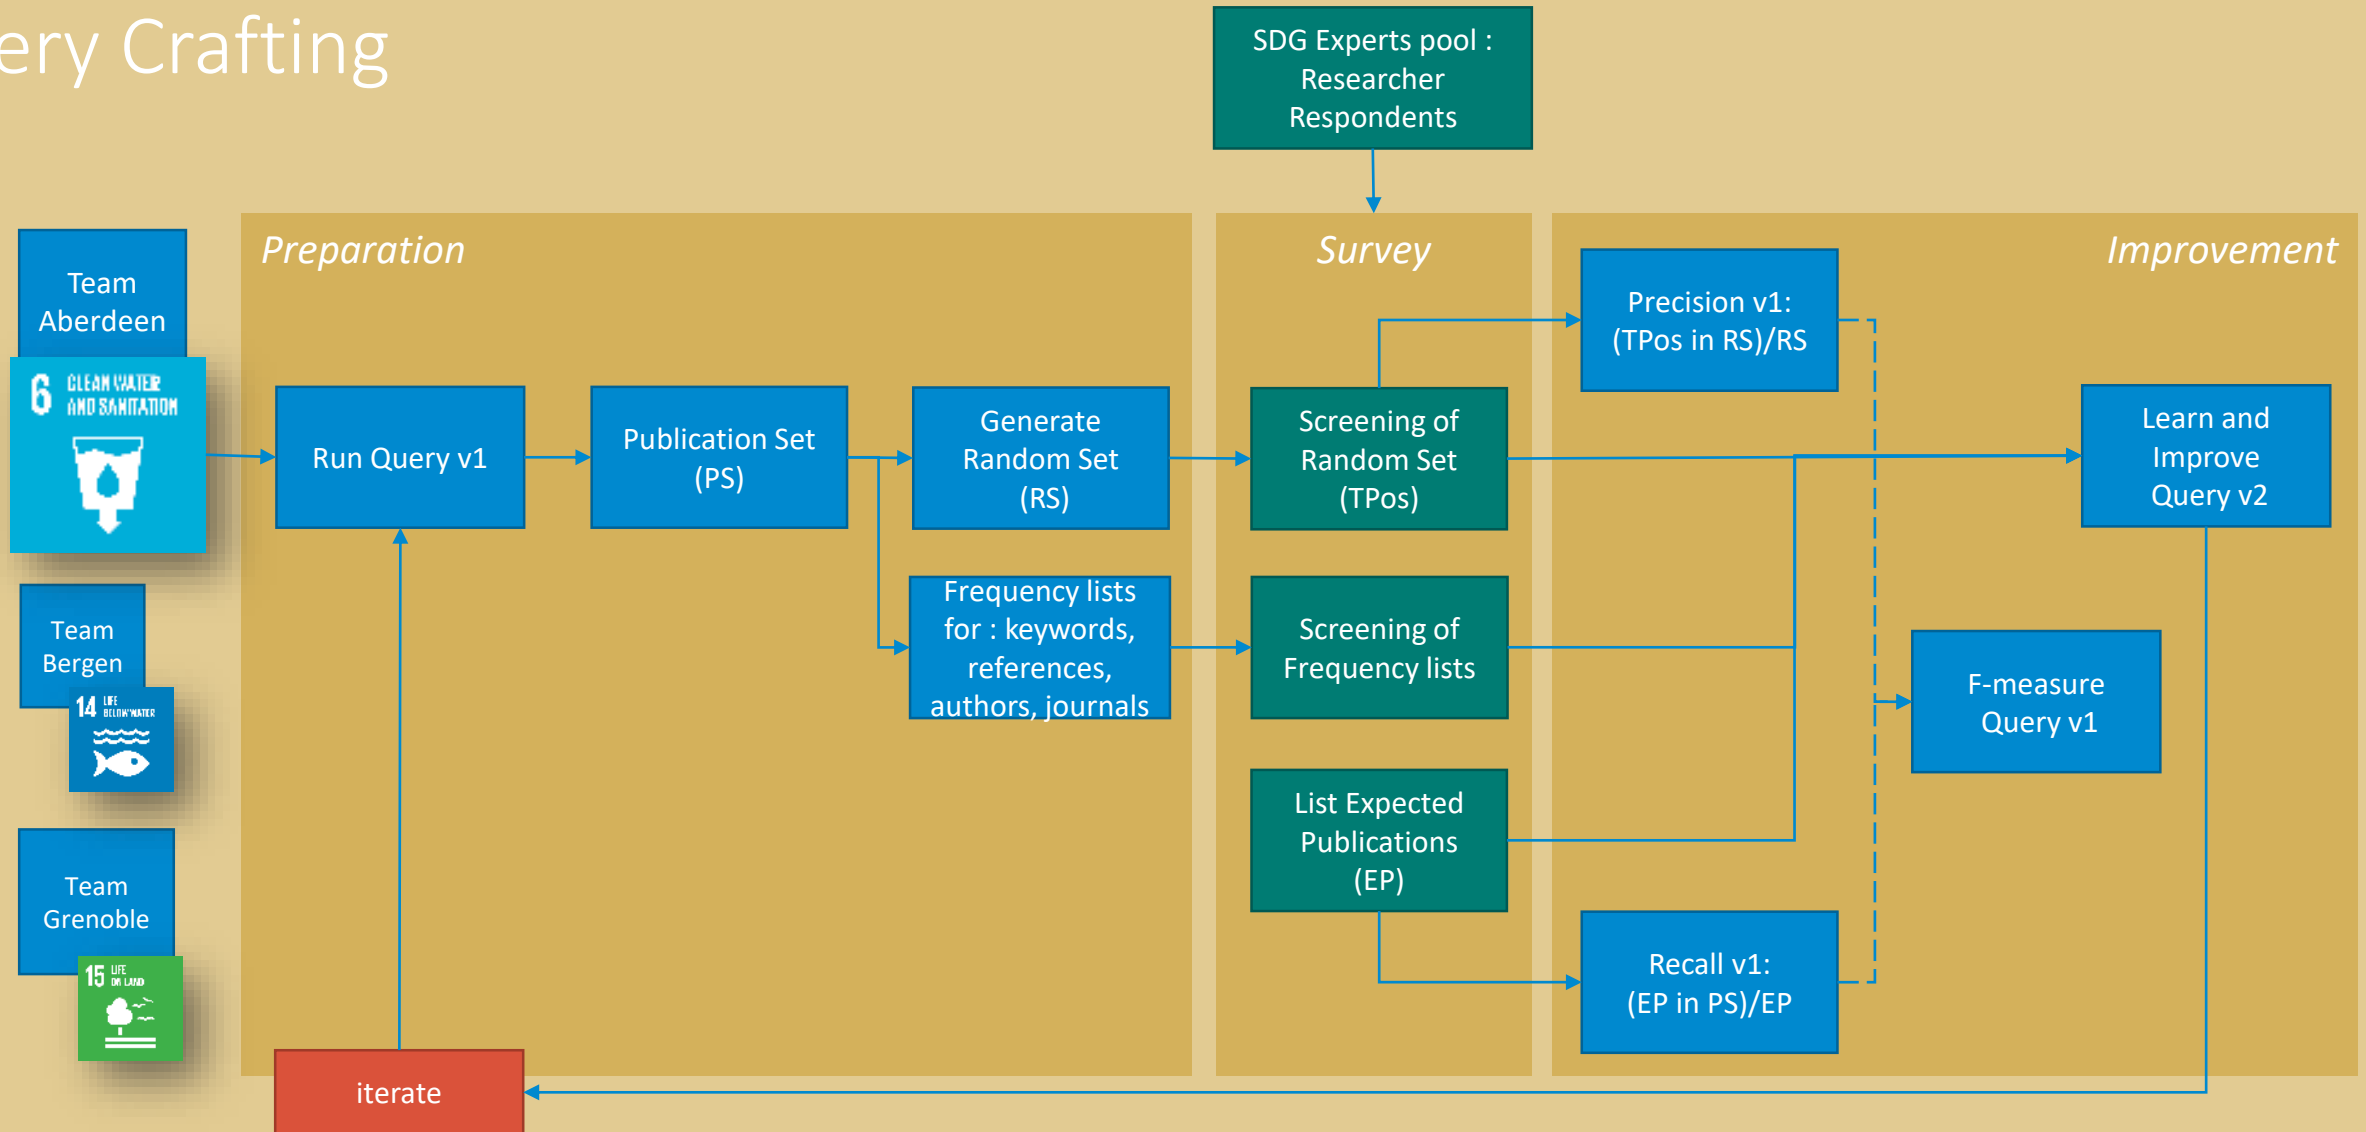 ery Crafting
SDG Experts pool :
Researcher
Respondents
Preparation
Survey
Improvement
Team
Aberdeen
6 CLEAN WATER
AND SANITATION
Run Query v1
Publication Set
(PS)
Generate
Random Set
(RS)
Frequency lists
for : keywords,
references,
authors, journals
Screening of
Random Set
(TPos)
Screening of
Frequency lists
List Expected
Publications
(EP)
Precision v1:
(TPos in RS)/RS
Recall v1:
(EP in PS)/EP
F-measure
Query v1
Learn and
Improve
Query v2
Team
Bergen
14 LIFE
BELOW WATER
Team
Grenoble
15 LIFE
ON LAND
iterate